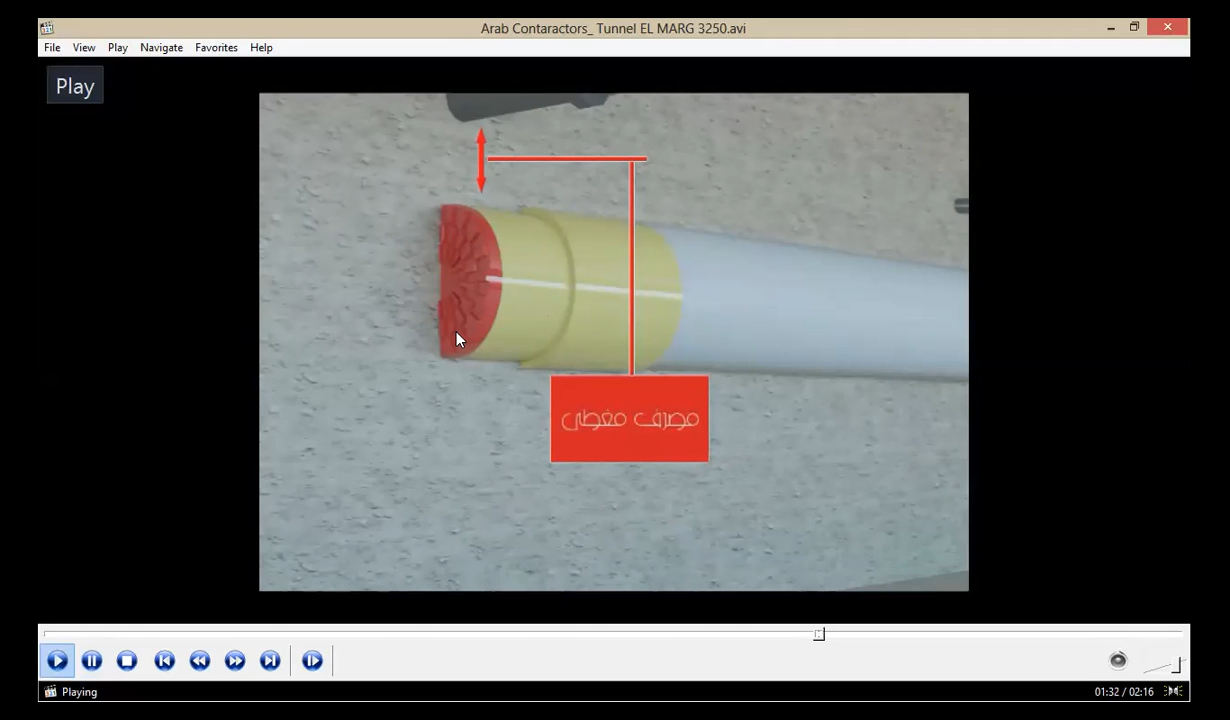 Arab Contaractors_ Tunnel EL MARG 3250.avi
File View Play Navigate Favorites Help
Play
مصرف مغطى
Playing
01:32 / 02:16